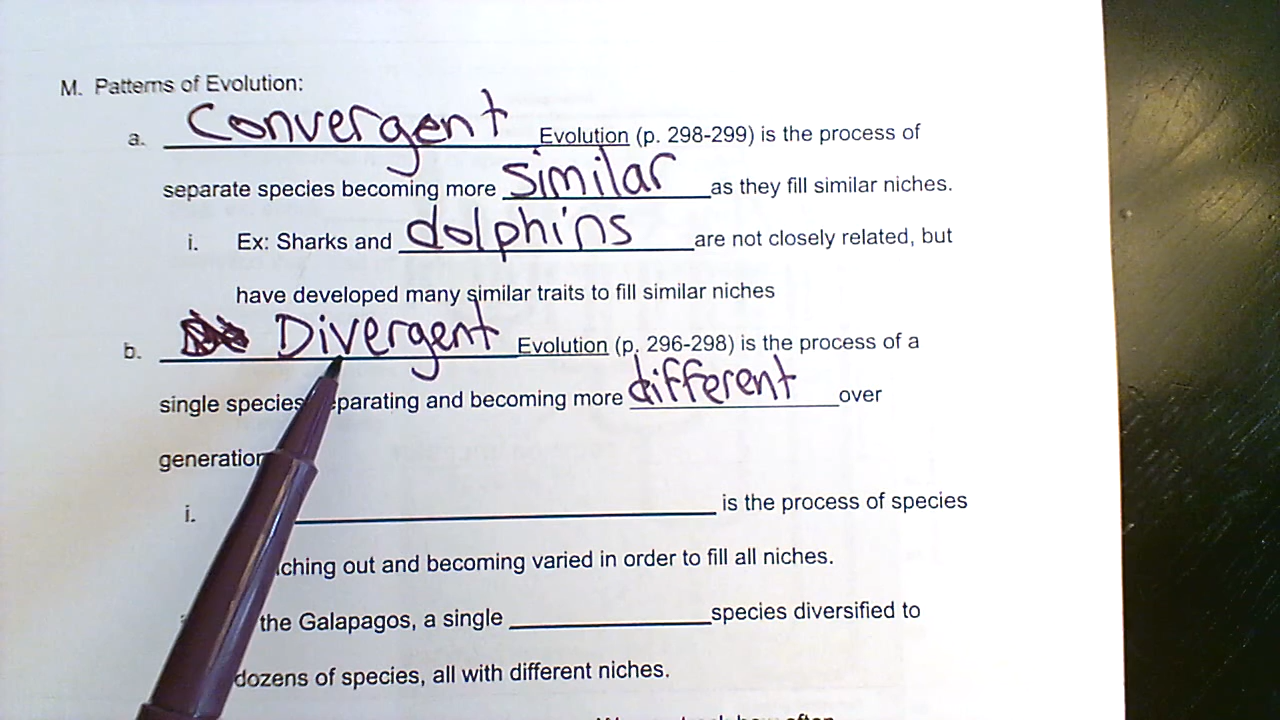 M. Patterns of Evolution:
a. Convergent Evolution (p. 298-299) is the process of
separate species becoming more similar as they fill similar niches.
i. Ex: Sharks and dolphins are not closely related, but
have developed many similar traits to fill similar niches
b. Divergent Evolution (p. 296-298) is the process of a
single species becoming more different over
i. is the process of species
out and becoming varied in order to fill all niches.
the Galapagos, a single species diversified to
dozens of species, all with different niches.